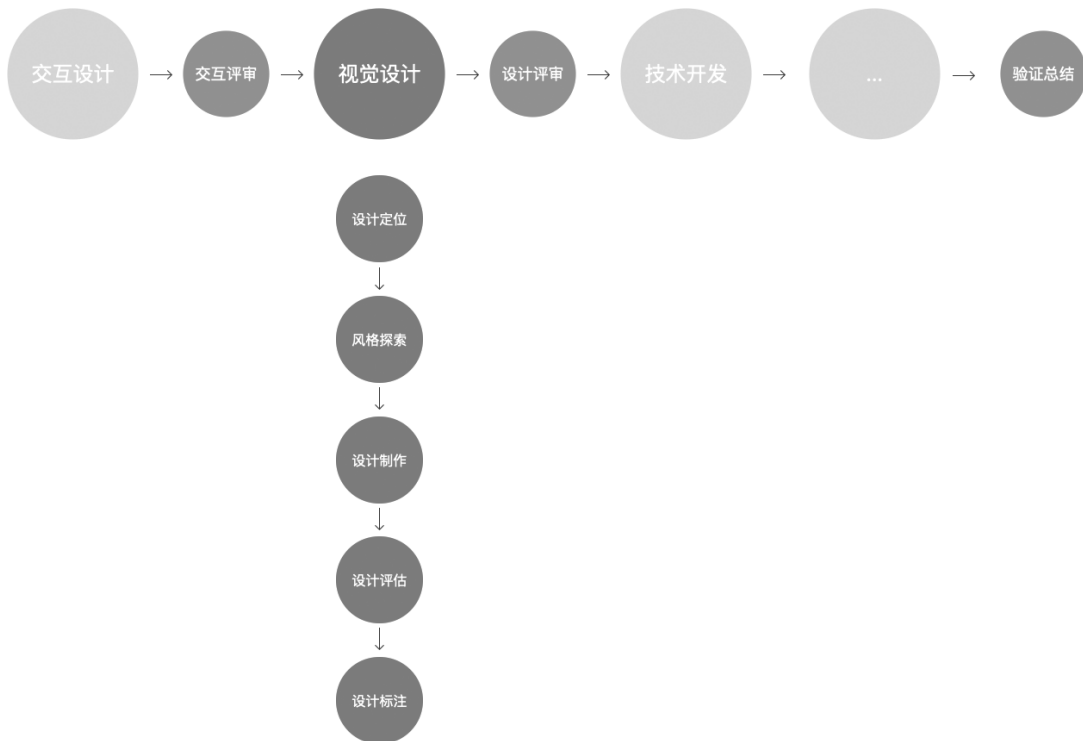 交互设计
交互评审
视觉设计
设计评审
技术开发
...
验证总结
设计定位
风格探索
设计制作
设计评估
设计标注